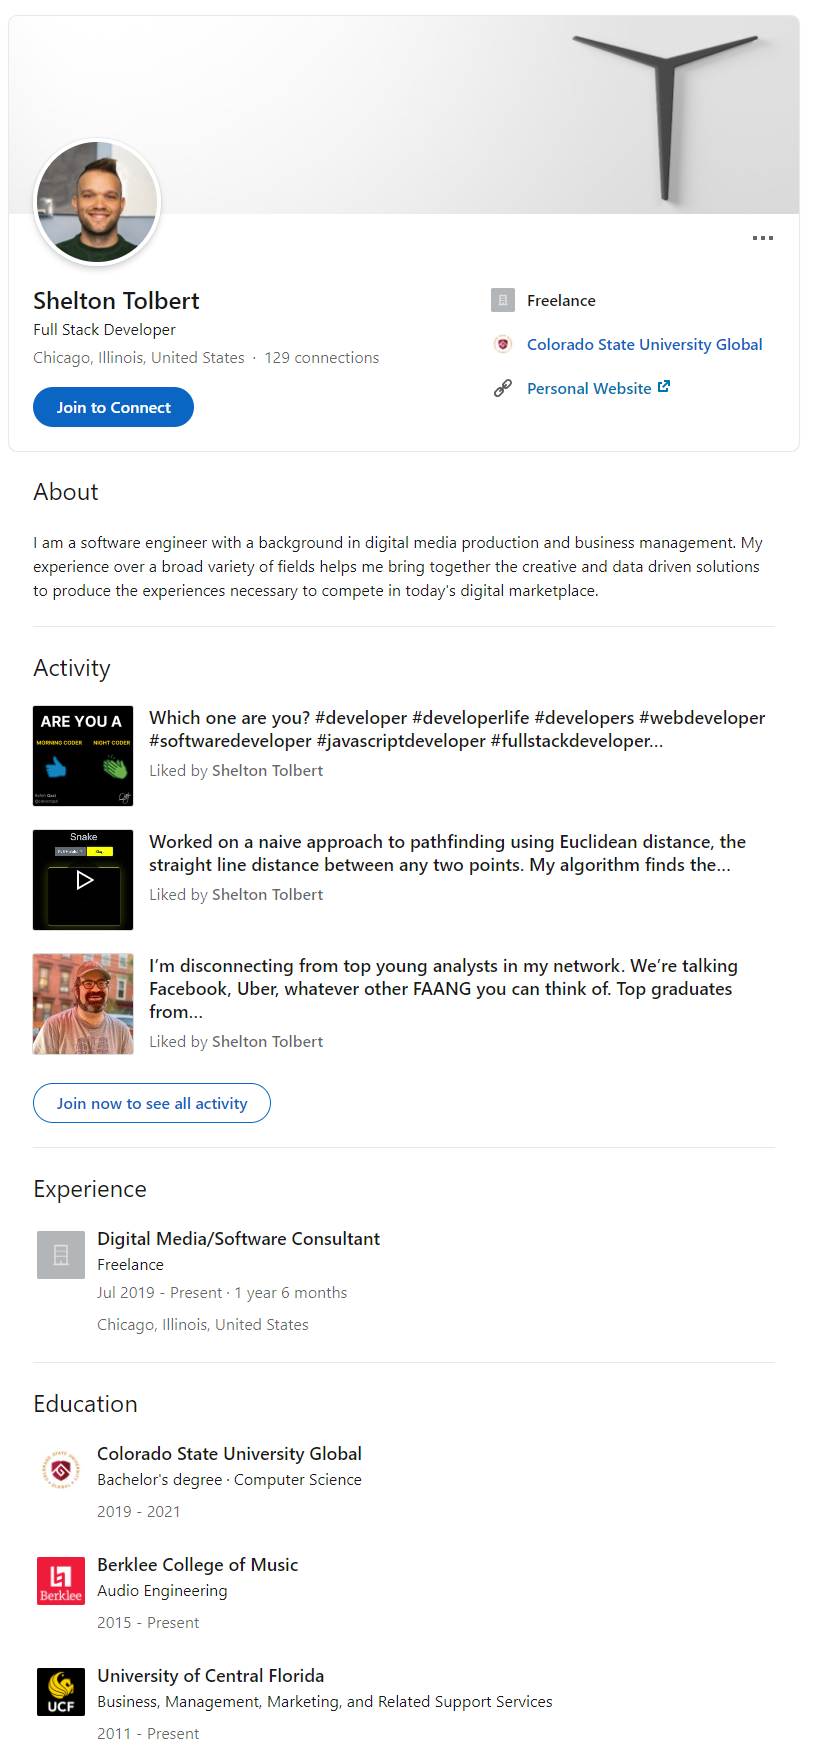 Shelton Tolbert
Full Stack Developer
Chicago, Illinois, United States · 129 connections
Join to Connect
Freelance
Colorado State University Global
Personal Website
About
I am a software engineer with a background in digital media production and business management. My
experience over a broad variety of fields helps me bring together the creative and data driven solutions
to produce the experiences necessary to compete in today's digital marketplace.
Activity
ARE YOU A
MORNING CODER NIGHT CODER
Which one are you? #developer #developerlife #developers #webdeveloper
#softwaredeveloper #javascriptdeveloper #fullstackdeveloper...
Liked by Shelton Tolbert
Snake
Worked on a naive approach to pathfinding using Euclidean distance, the
straight line distance between any two points. My algorithm finds the...
Liked by Shelton Tolbert
I'm disconnecting from top young analysts in my network. We're talking
Facebook, Uber, whatever other FAANG you can think of. Top graduates
from...
Liked by Shelton Tolbert
Join now to see all activity
Experience
Digital Media/Software Consultant
Freelance
Jul 2019 - Present · 1 year 6 months
Chicago, Illinois, United States
Education
Colorado State University Global
Bachelor's degree · Computer Science
2019 - 2021
Berklee
Berklee College of Music
Audio Engineering
2015 - Present
UCF
University of Central Florida
Business, Management, Marketing, and Related Support Services
2011 - Present